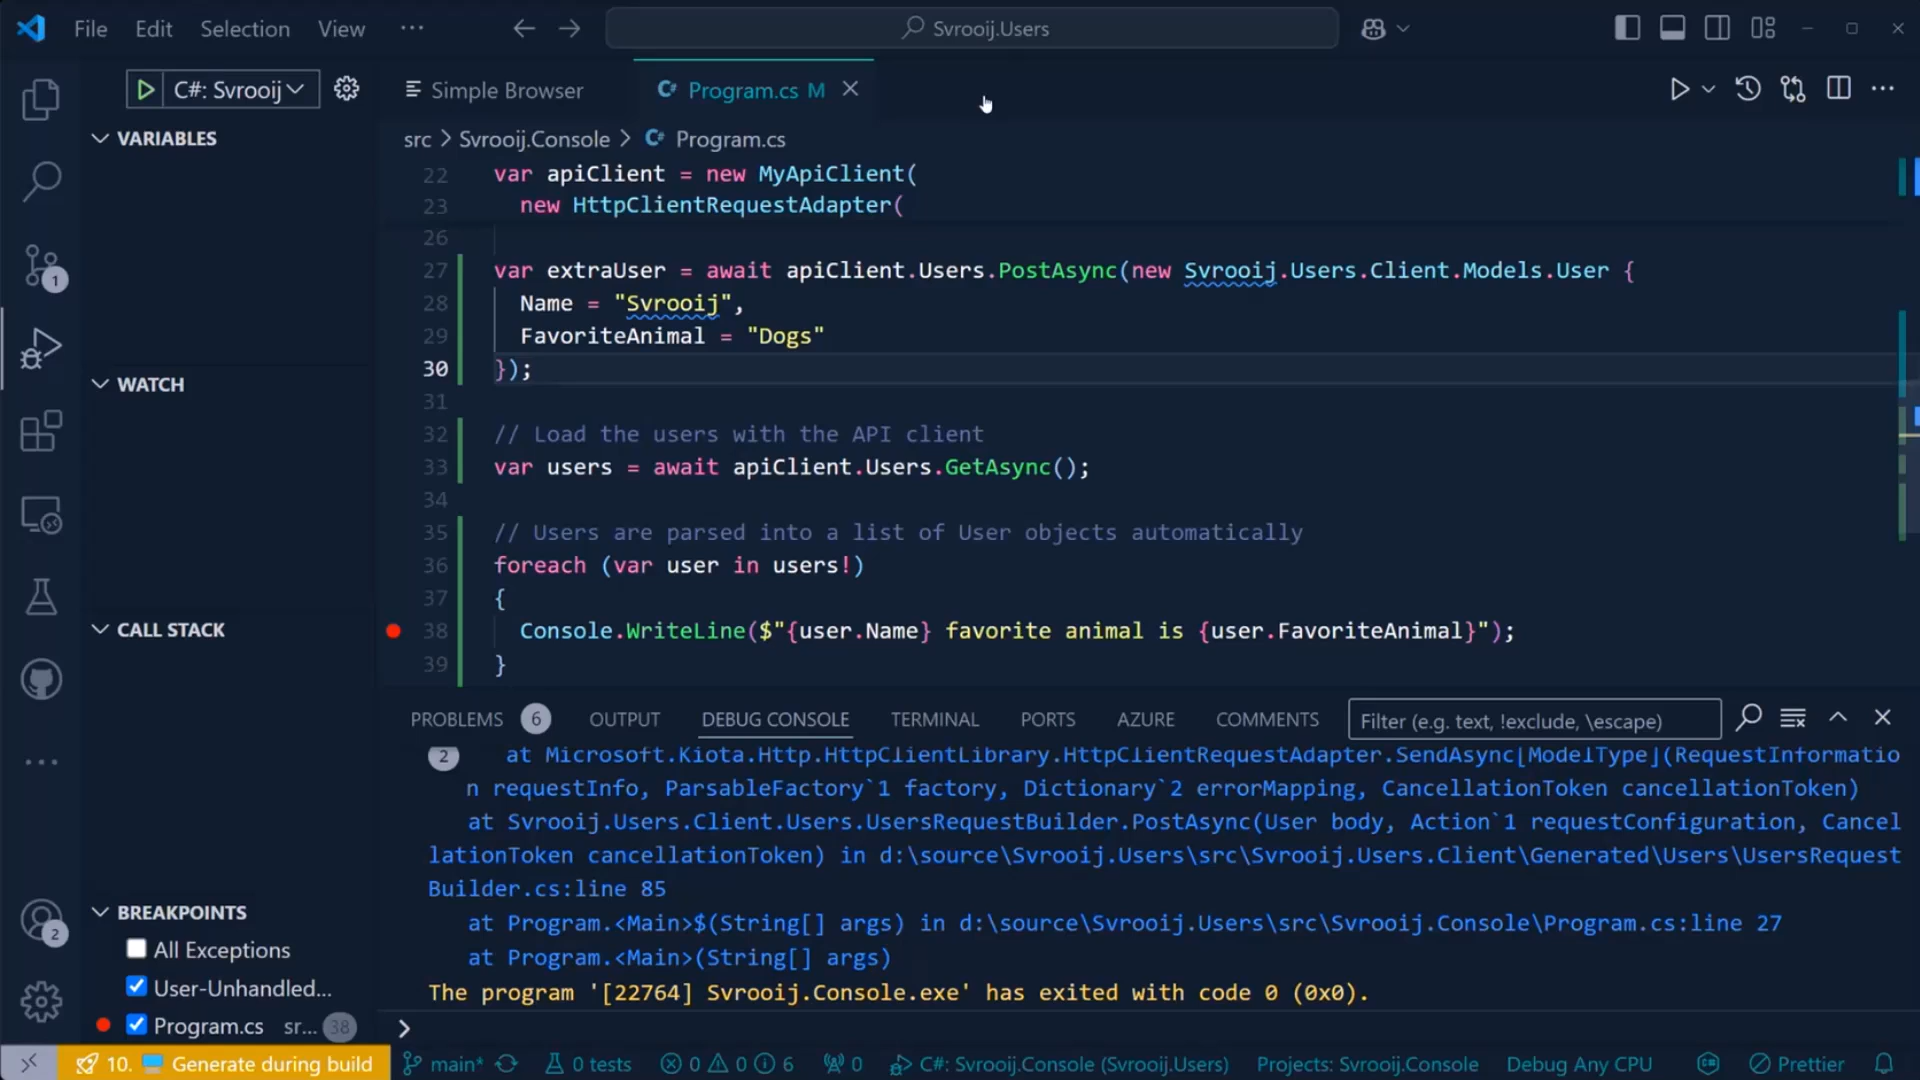 File Edit Selection View ··· Svrooij.Users
C#: Svrooij Simple Browser Program.cs M
VARIABLES
src > Svrooij.Console > Program.cs
22 var apiClient = new MyApiClient(
23 new HttpClientRequestAdapter(
26
27 var extraUser = await apiClient.Users.PostAsync(new Svrooij.Users.Client.Models.User {
28 Name = "Svrooij",
29 FavoriteAnimal = "Dogs"
30 });
WATCH
31
32 // Load the users with the API client
33 var users = await apiClient.Users.GetAsync();
34
35 // Users are parsed into a list of User objects automatically
36 foreach (var user in users!)
37 {
CALL STACK
38 Console.WriteLine($"{user.Name} favorite animal is {user.FavoriteAnimal}");
39 }
PROBLEMS 6 OUTPUT DEBUG CONSOLE TERMINAL PORTS AZURE COMMENTS Filter (e.g. text, !exclude, \escape)
2 at Microsoft.Kiota.Http.HttpClientLibrary.HttpClientRequestAdapter.SendAsync[ModelType](RequestInformatio
n requestInfo, ParsableFactory`1 factory, Dictionary`2 errorMapping, CancellationToken cancellationToken)
at Svrooij.Users.Client.Users.UsersRequestBuilder.PostAsync(User body, Action`1 requestConfiguration, Cancel
lationToken cancellationToken) in d:\source\Svrooij.Users\src\Svrooij.Users.Client\Generated\Users\UsersRequest
Builder.cs:line 85
at Program.<Main>$(String[] args) in d:\source\Svrooij.Users\src\Svrooij.Console\Program.cs:line 27
at Program.<Main>(String[] args)
The program '[22764] Svrooij.Console.exe' has exited with code 0 (0x0).
1
2
BREAKPOINTS
All Exceptions
User-Unhandled...
Program.cs sr... 38
10. Generate during build main* 0 tests 0 0 6 0 C#: Svrooij.Console (Svrooij.Users) Projects: Svrooij.Console Debug Any CPU Prettier